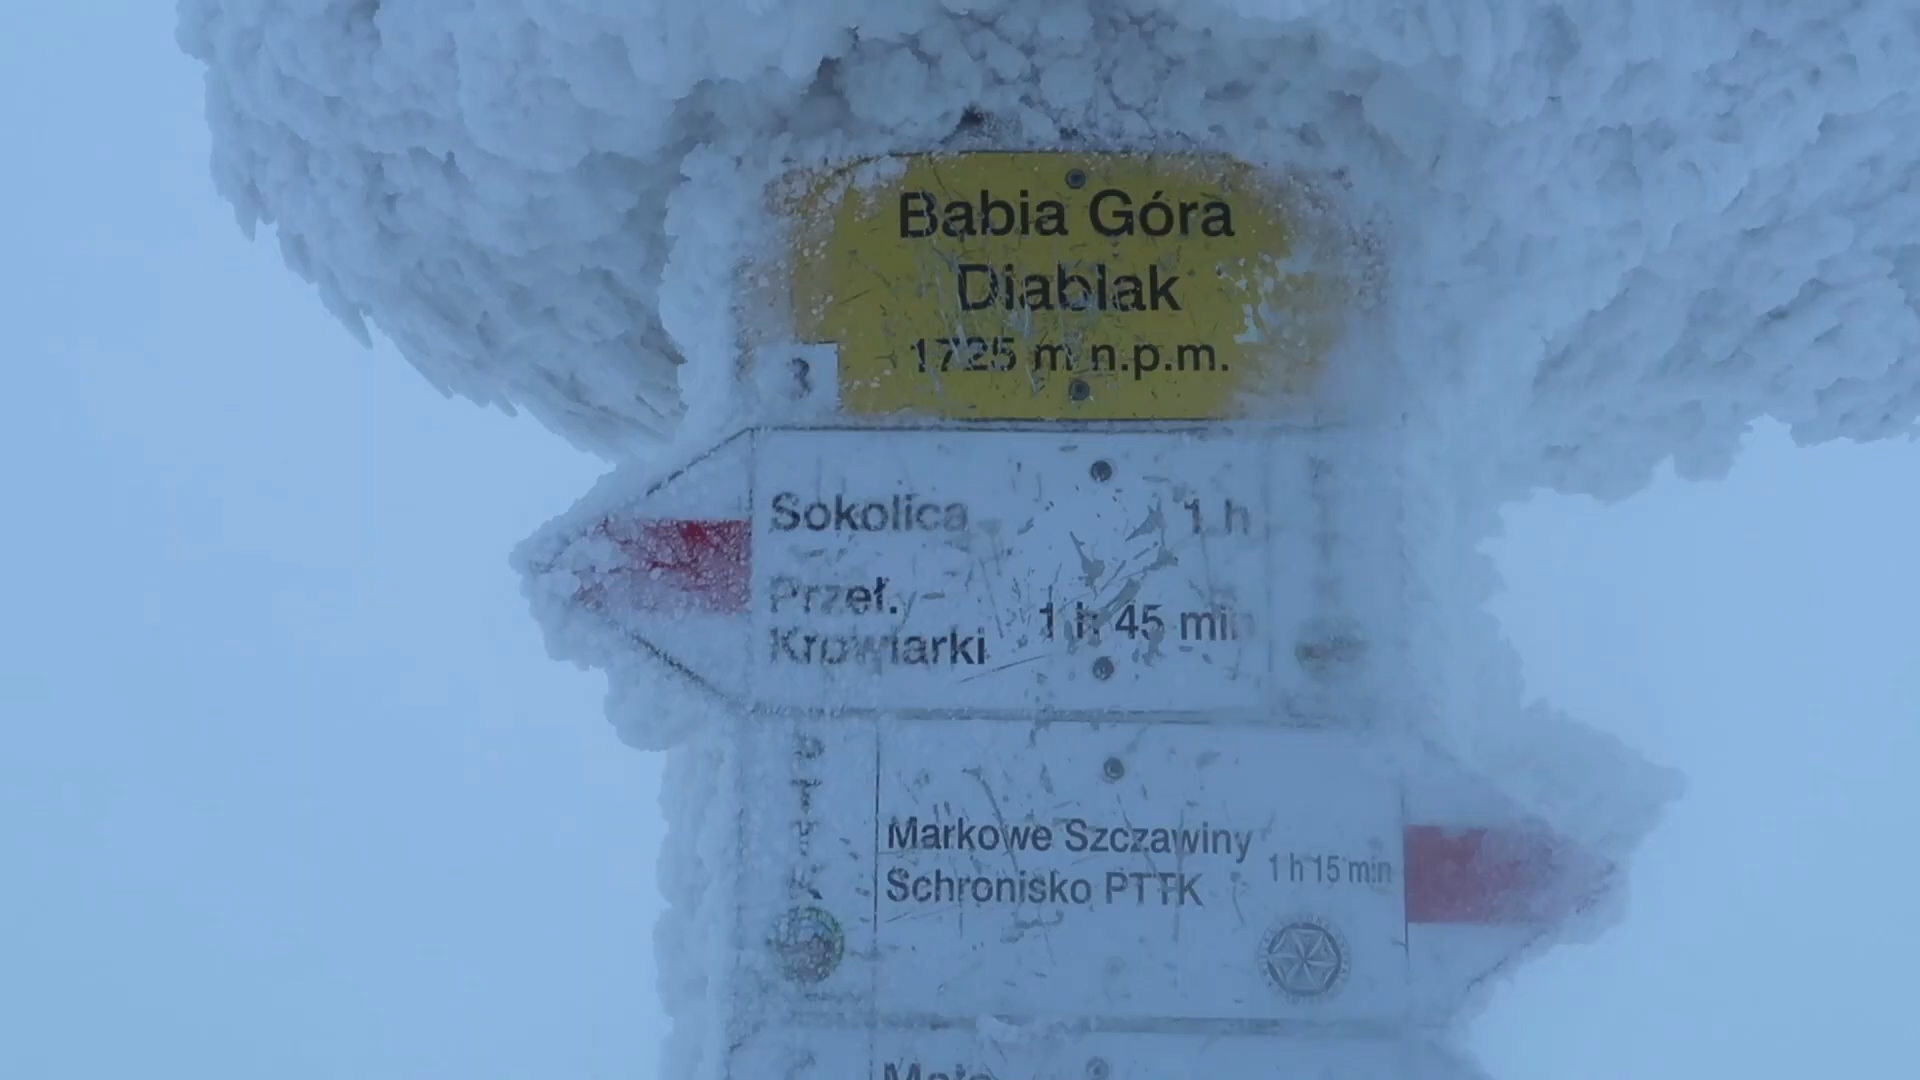 Babia Góra
Diablak
1725 m n.p.m.
3
Sokolica 1 h
Przeł.
Krowiarki 1 h 45 min
PTTK
Markowe Szczawiny
Schronisko PTTK
1 h 15 min